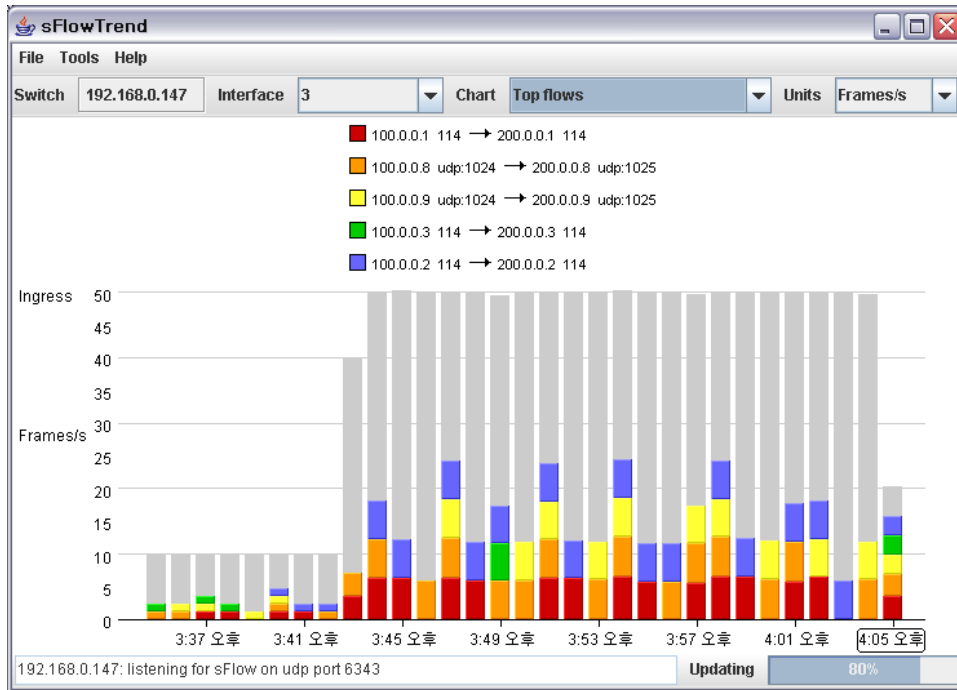 sFlowTrend
File Tools Help
Switch 192.168.0.147 Interface 3 Chart Top flows Units Frames/s
100.0.0.1 114 → 200.0.0.1 114
100.0.0.8 udp:1024 → 200.0.0.8 udp:1025
100.0.0.9 udp:1024 → 200.0.0.9 udp:1025
100.0.0.3 114 → 200.0.0.3 114
100.0.0.2 114 → 200.0.0.2 114
Ingress 50
45
40
35
30
Frames/s
25
20
15
10
5
0
3:37 오후 3:41 오후 3:45 오후 3:49 오후 3:53 오후 3:57 오후 4:01 오후 4:05 오후
192.168.0.147: listening for sFlow on udp port 6343 Updating 80%